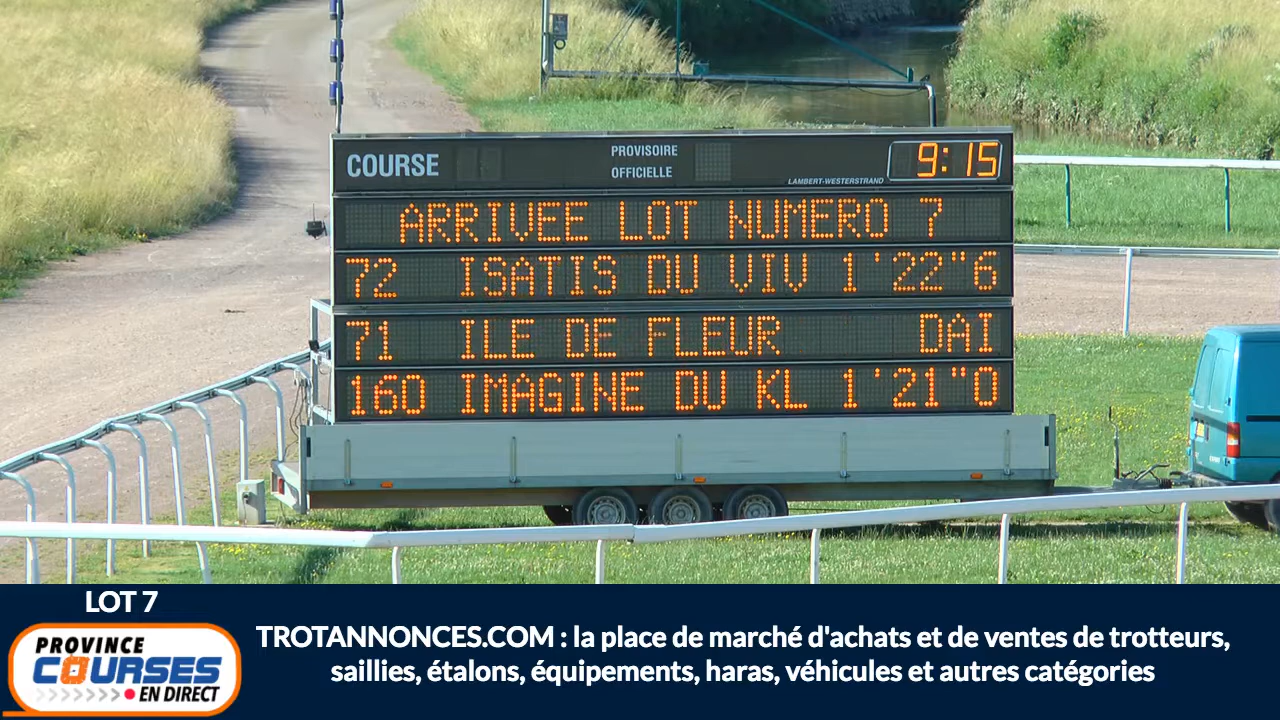 COURSE PROVISOIRE
OFFICIELLE
9:15
LAMBERT-WESTERSTRAND
ARRIVEE LOT NUMERO 7
72 ISATIS DU VIV 1'22"6
71 ILE DE FLEUR DAI
160 IMAGINE DU KL 1'21"0
LOT 7
PROVINCE
COURSES
EN DIRECT
TROTANNONCES.COM : la place de marché d'achats et de ventes de trotteurs,
saillies, étalons, équipements, haras, véhicules et autres catégories